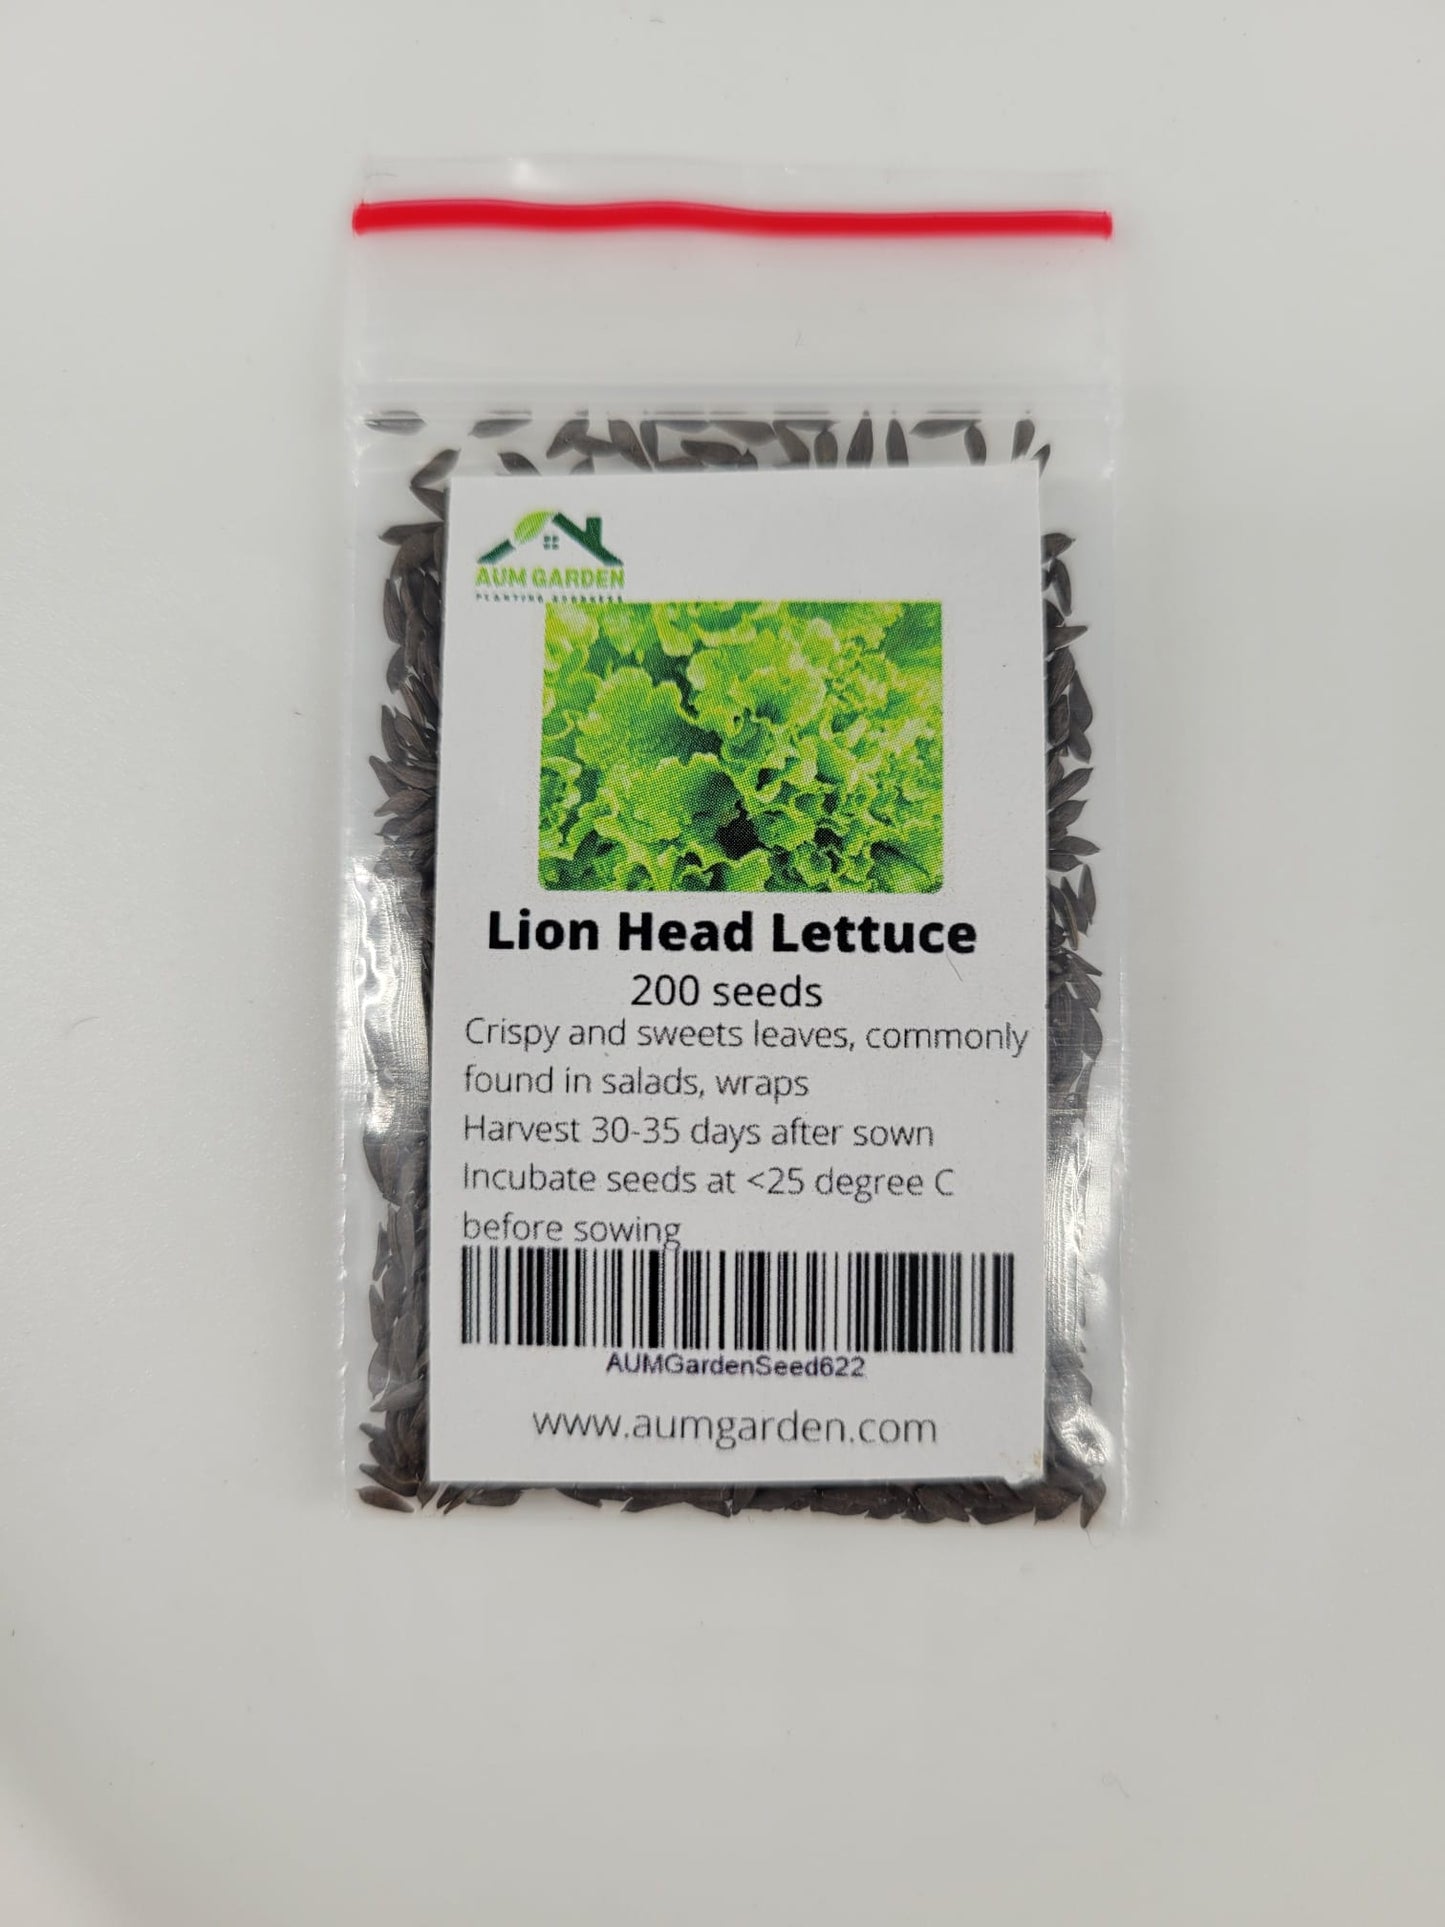 AUM GARDEN
Lion Head Lettuce
200 seeds
Crispy and sweets leaves, commonly
found in salads, wraps
Harvest 30-35 days after sown
Incubate seeds at <25 degree C
before sowing
AUMGardenSeed622
www.aumgarden.com